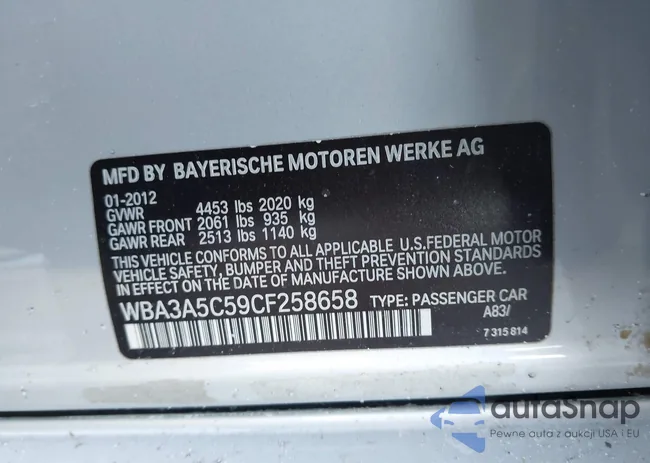 MFD BY BAYERISCHE MOTOREN WERKE AG
01-2012
GVWR 4453 lbs 2020 kg
GAWR FRONT 2061 lbs 935 kg
GAWR REAR 2513 lbs 1140 kg
THIS VEHICLE CONFORMS TO ALL APPLICABLE U.S.FEDERAL MOTOR
VEHICLE SAFETY, BUMPER, AND THEFT PREVENTION STANDARDS
IN EFFECT ON THE DATE OF MANUFACTURE SHOWN ABOVE.
WBA3A5C59CF258658 TYPE: PASSENGER CAR
A83/
7 315 814
autosnap
Pewne auta z aukcji USA i EU